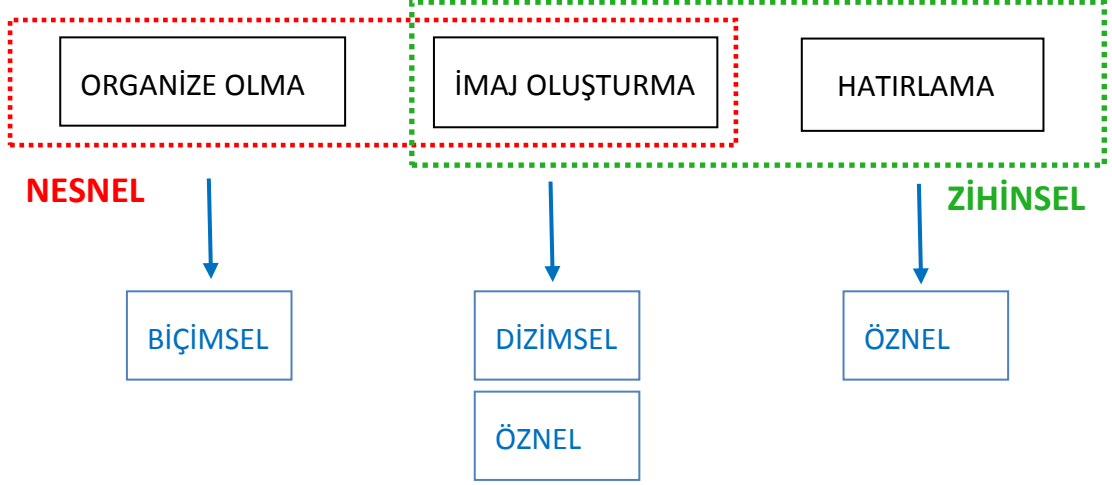 ORGANİZE OLMA
İMAJ OLUŞTURMA
HATIRLAMA
NESNEL
ZİHİNSEL
BİÇİMSEL
DİZİMSEL
ÖZNEL
ÖZNEL